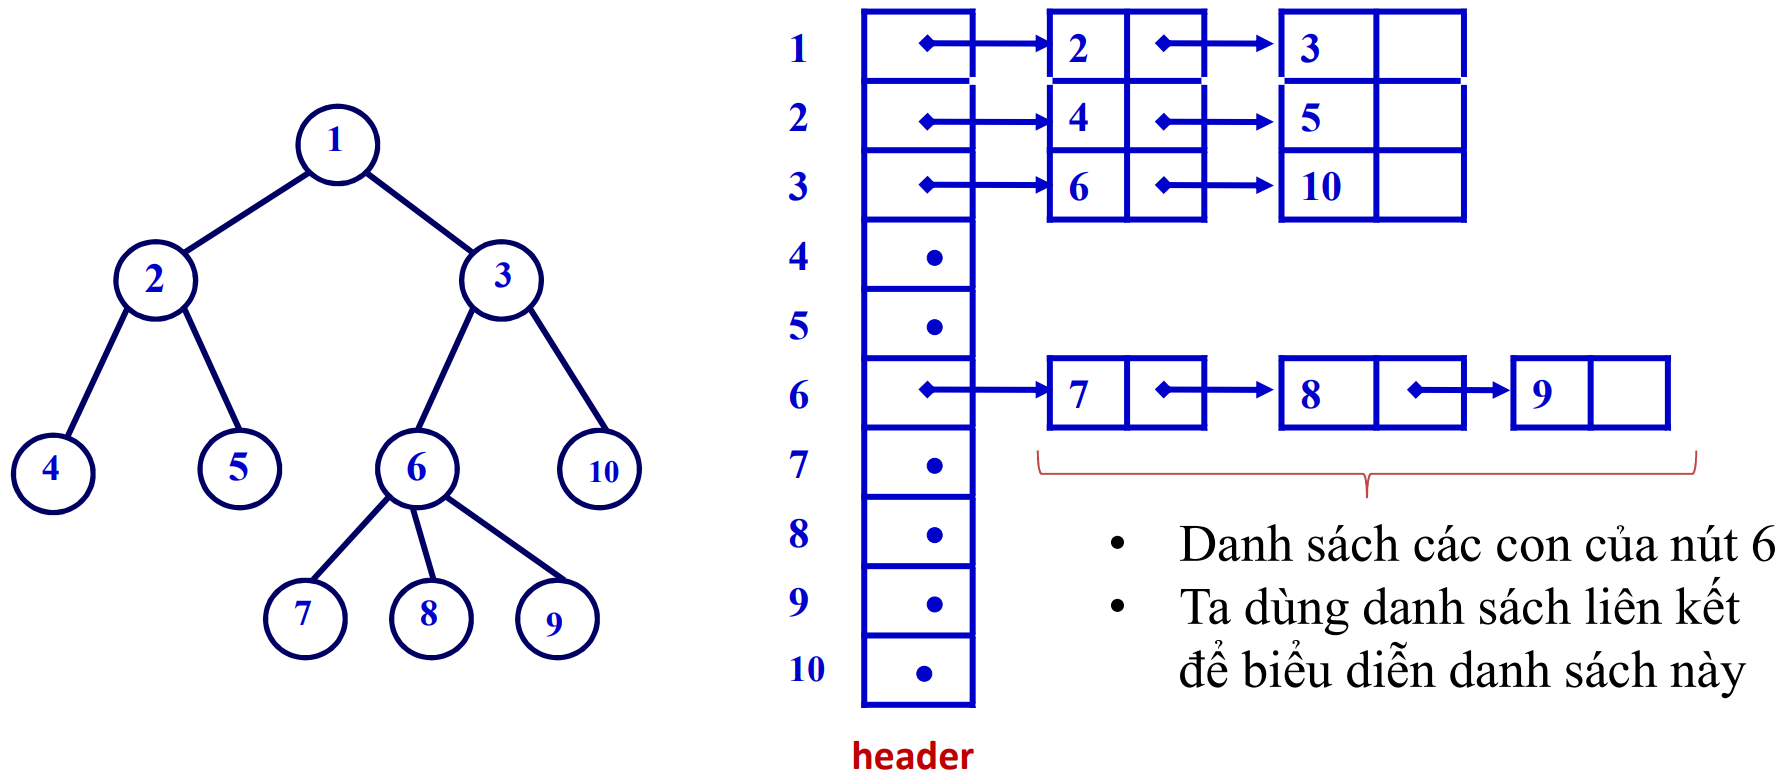 1
2 3
4 5 6 10
7 8 9
1 2 3
2 4 5
3 6 10
4
5
6 7 8 9
7
8
9
10
header
• Danh sách các con của nút 6
• Ta dùng danh sách liên kết
để biểu diễn danh sách này